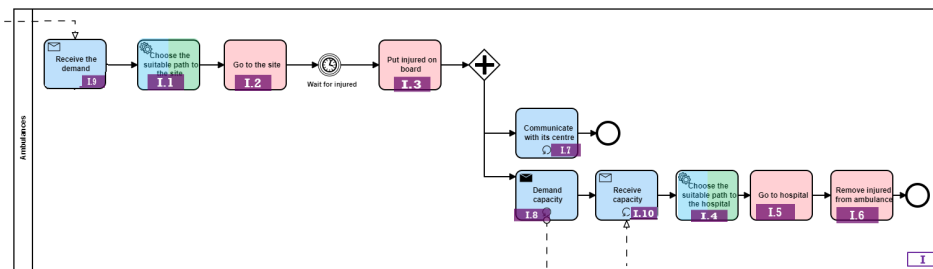 Ambulances
Receive the
demand
I.9
Choose the
suitable path to
the site
I.1
Go to the site
I.2
Wait for injured
Put injured on
board
I.3
Communicate
with its centre
I.7
Demand
capacity
I.8
Receive
capacity
I.10
Choose the
suitable path to
the hospital
I.4
Go to hospital
I.5
Remove injured
from ambulance
I.6
I